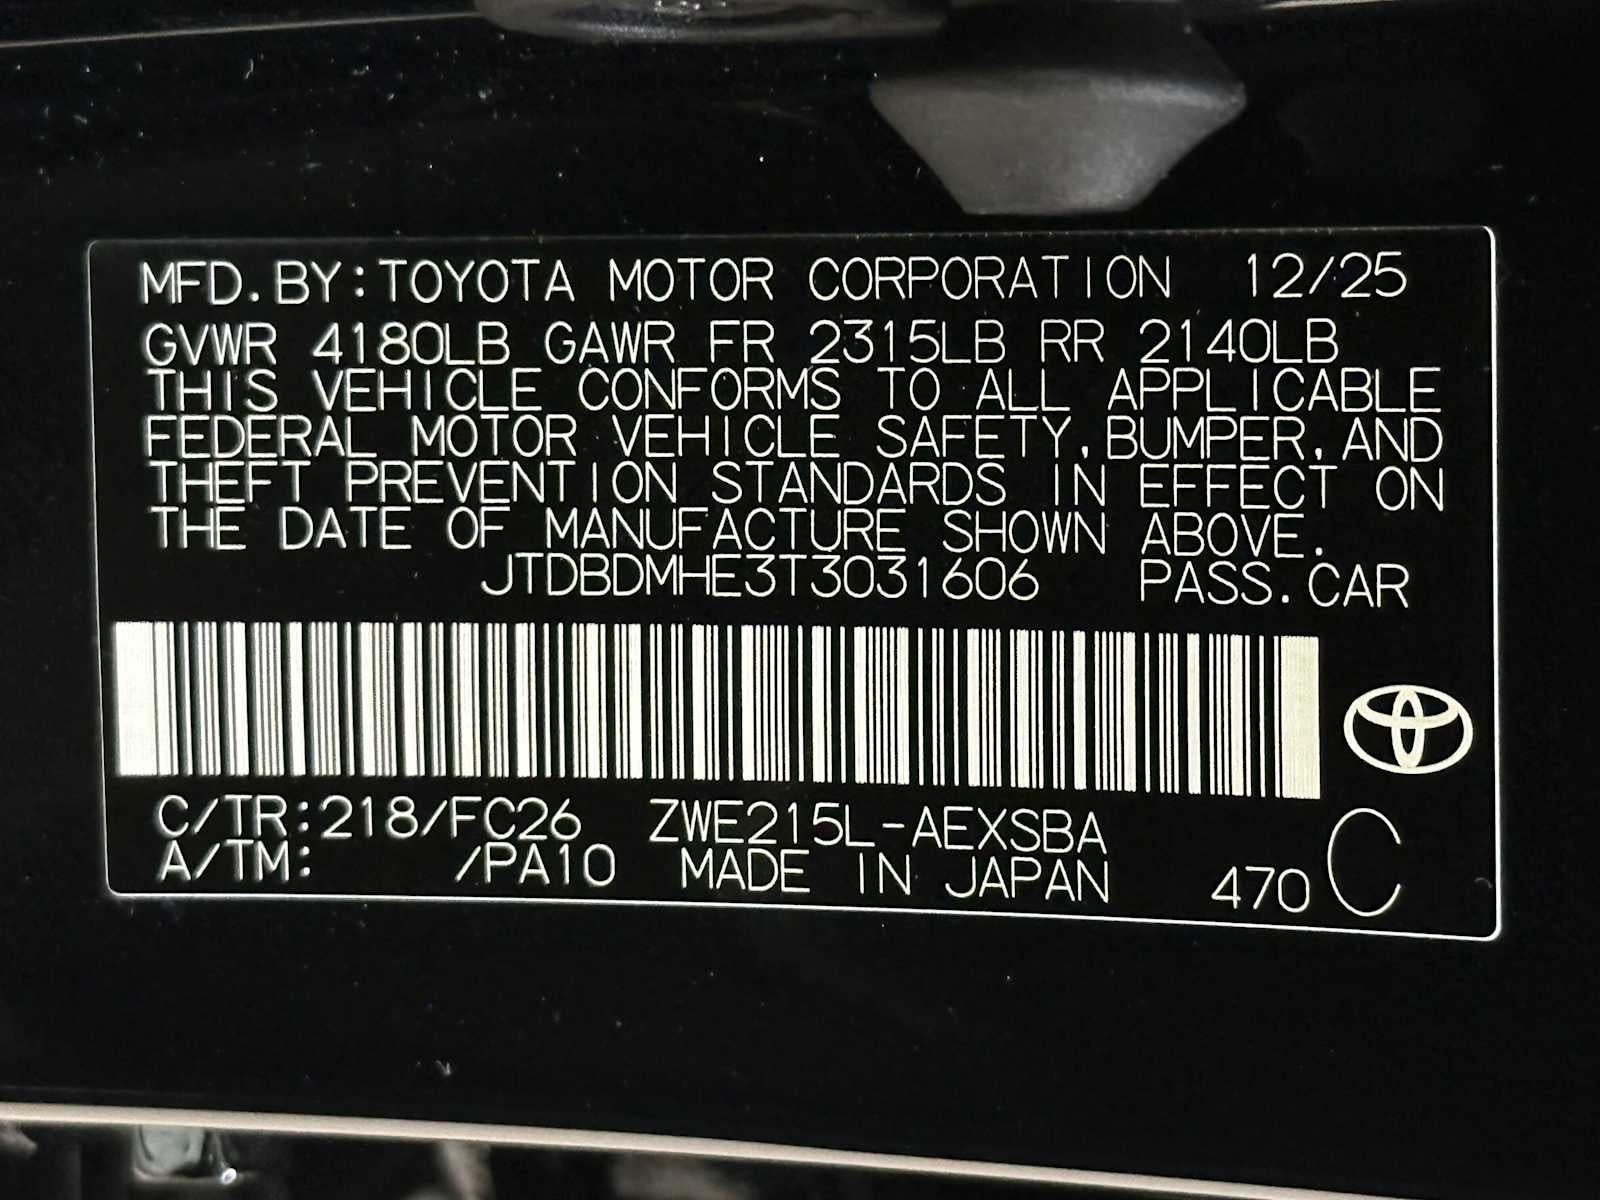 MFD.BY:TOYOTA MOTOR CORPORATION 12/25
GVWR 4180LB GAWR FR 2315LB RR 2140LB
THIS VEHICLE CONFORMS TO ALL APPLICABLE
FEDERAL MOTOR VEHICLE SAFETY,BUMPER,AND
THEFT PREVENTION STANDARDS IN EFFECT ON
THE DATE OF MANUFACTURE SHOWN ABOVE.
JTDBDMHE3T3031606 PASS.CAR
C/TR:218/FC26 ZWE215L-AEXSBA
A/TM: /PA10 MADE IN JAPAN 470 C